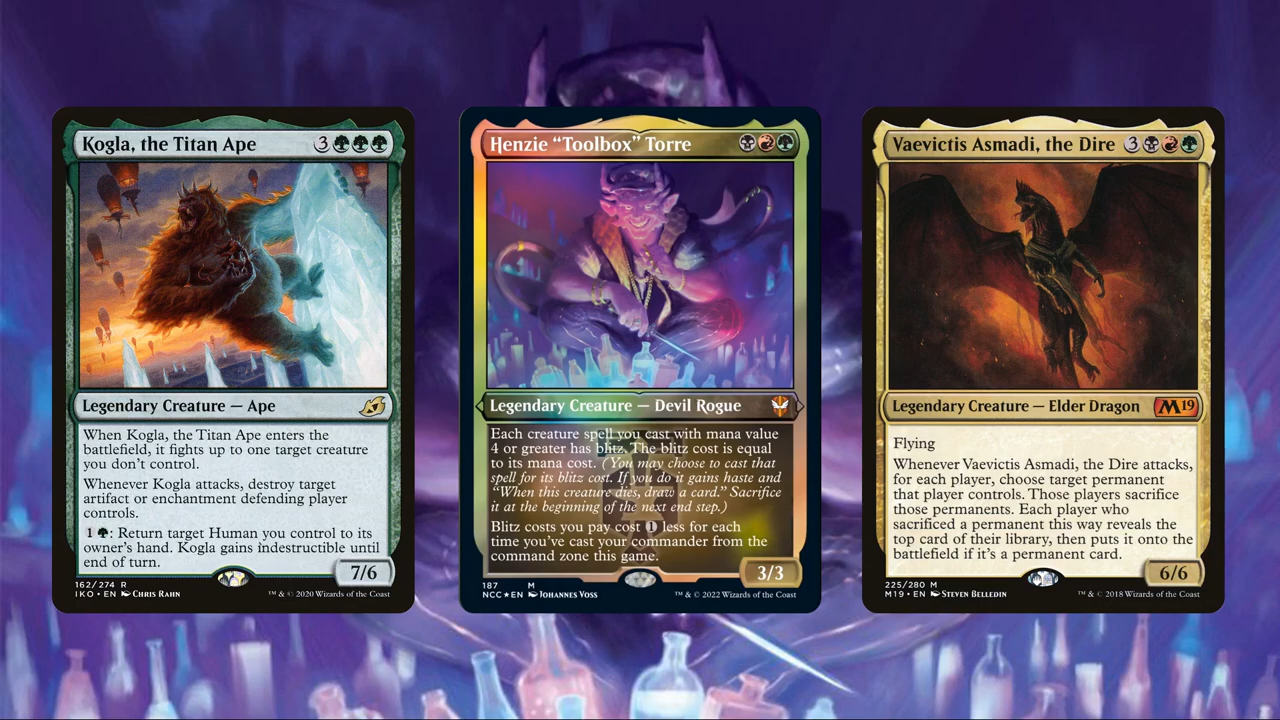 Kogla, the Titan Ape 3
Legendary Creature — Ape
When Kogla, the Titan Ape enters the
battlefield, it fights up to one target creature
you don't control.
Whenever Kogla attacks, destroy target
artifact or enchantment defending player
controls.
1 : Return target Human you control to its
owner's hand. Kogla gains indestructible until
end of turn.
7/6
162/274 R
IKO • EN Chris Rahn
™ & © 2020 Wizards of the Coast
Henzie "Toolbox" Torre
Legendary Creature — Devil Rogue
Each creature spell you cast with mana value
4 or greater has blitz. The blitz cost is equal
to its mana cost. (You may choose to cast that
spell for its blitz cost. If you do it gains haste and
"When this creature dies, draw a card." Sacrifice
it at the beginning of the next end step.)
Blitz costs you pay cost 1 less for each
time you've cast your commander from the
command zone this game.
3/3
187 M
NCC ★ EN Johannes Voss
™ & © 2022 Wizards of the Coast
Vaevictis Asmadi, the Dire 3
Legendary Creature — Elder Dragon M19
Flying
Whenever Vaevictis Asmadi, the Dire attacks,
for each player, choose target permanent
that player controls. Those players sacrifice
those permanents. Each player who
sacrificed a permanent this way reveals the
top card of their library, then puts it onto the
battlefield if it's a permanent card.
6/6
225/280 M
M19 • EN Steven Belledin
™ & © 2018 Wizards of the Coast